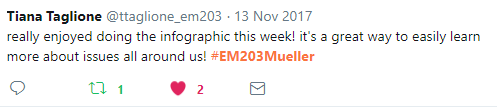 Tiana Taglione @ttaglione_em203 · 13 Nov 2017
really enjoyed doing the infographic this week! it's a great way to easily learn
more about issues all around us! #EM203Mueller
1 2